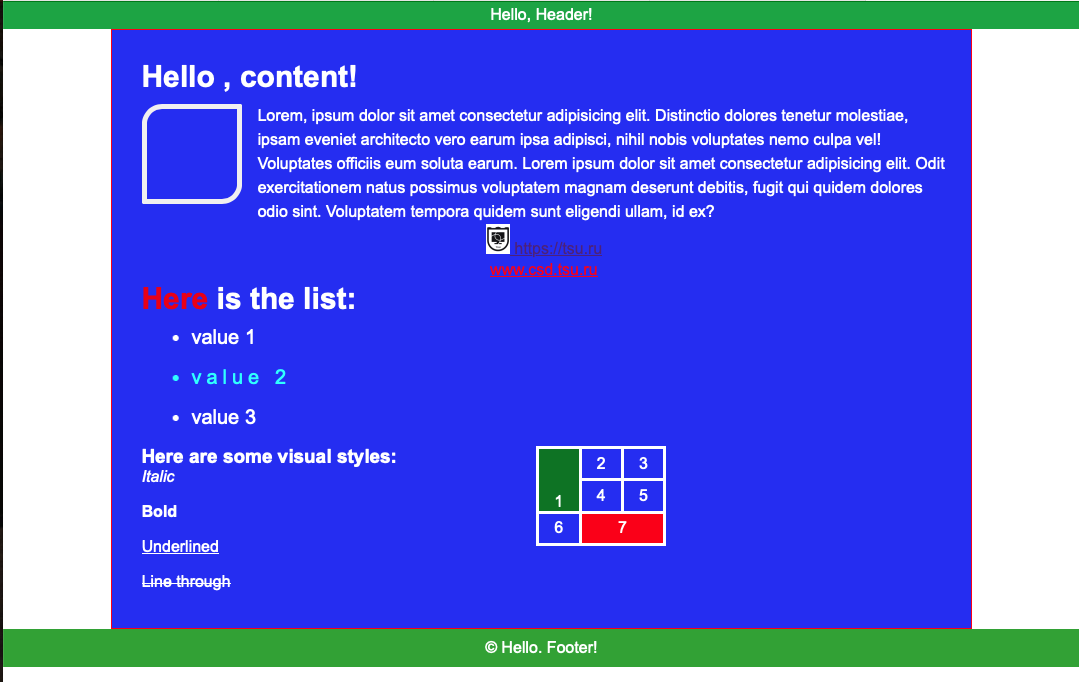 Hello, Header!
Hello , content!
Lorem, ipsum dolor sit amet consectetur adipisicing elit. Distinctio dolores tenetur molestiae,
ipsam eveniet architecto vero earum ipsa adipisci, nihil nobis voluptates nemo culpa vel!
Voluptates officiis eum soluta earum. Lorem ipsum dolor sit amet consectetur adipisicing elit. Odit
exercitationem natus possimus voluptatem magnam deserunt debitis, fugit qui quidem dolores
odio sint. Voluptatem tempora quidem sunt eligendi ullam, id ex?
https://tsu.ru
www.csd.tsu.ru
Here is the list:
• value 1
• value 2
• value 3
Here are some visual styles:
Italic
Bold
Underlined
Line through
2 3
1 4 5
6 7
© Hello. Footer!